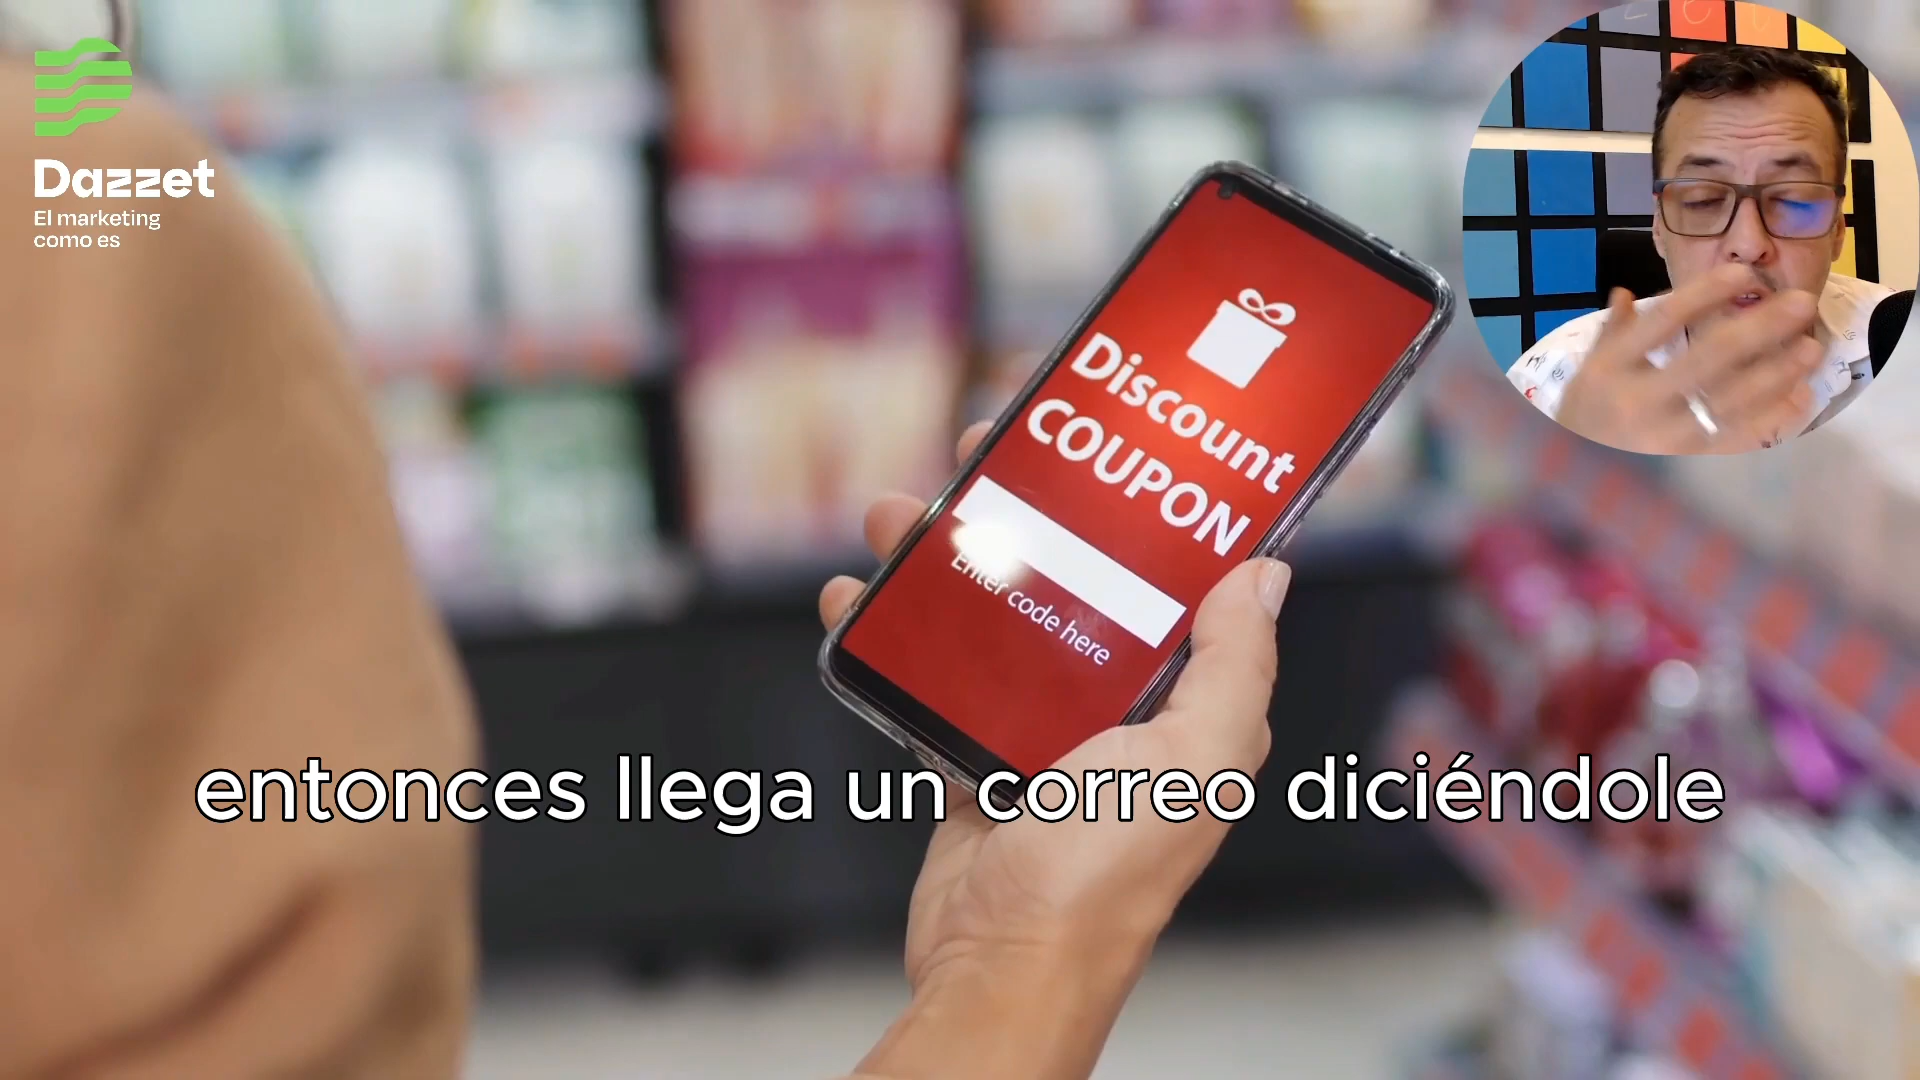 Dazzet
El marketing
como es
Discount
COUPON
Enter code here
entonces llega un correo diciéndole